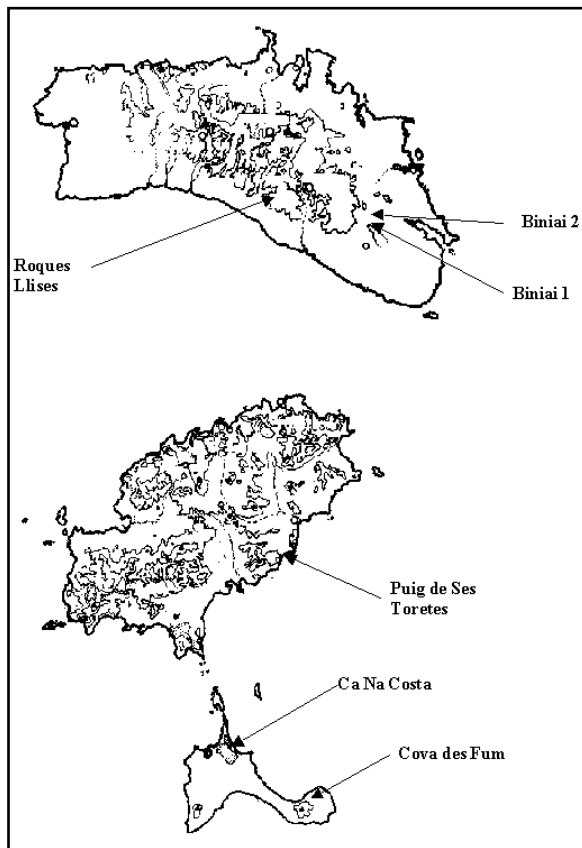 Biniai 2
Roques
Llises
Biniai 1
Puig de Ses
Toretes
Ca Na Costa
Cova des Fum